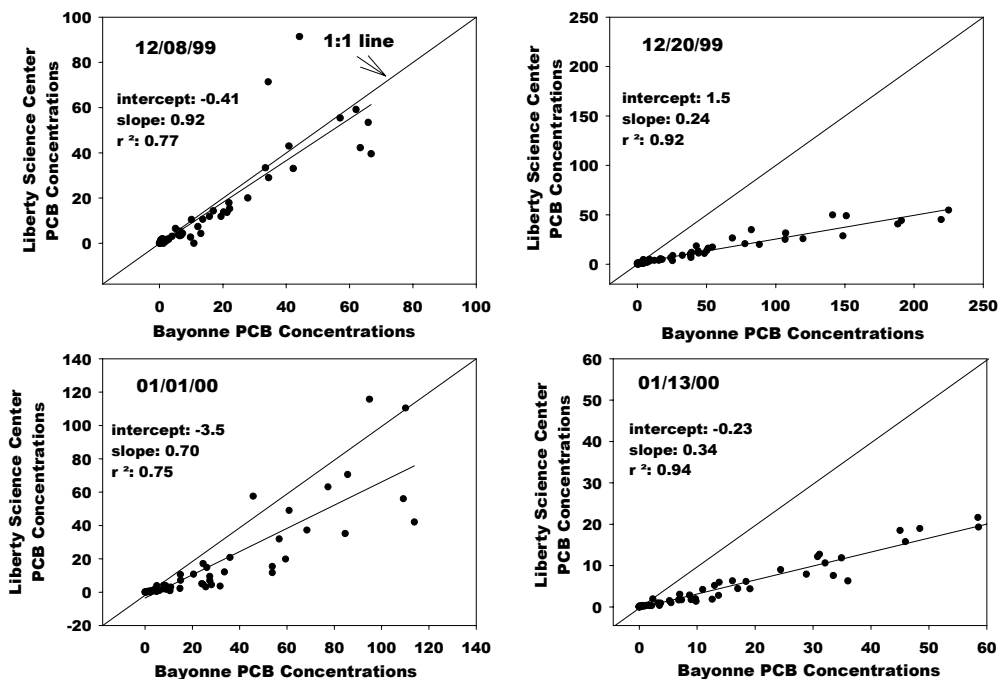 100
80
60
40
20
0
12/08/99
1:1 line
intercept: -0.41
slope: 0.92
r ²: 0.77
Liberty Science Center
PCB Concentrations
0 20 40 60 80 100
Bayonne PCB Concentrations
250
200
150
100
50
0
12/20/99
intercept: 1.5
slope: 0.24
r ²: 0.92
Liberty Science Center
PCB Concentrations
0 50 100 150 200 250
Bayonne PCB Concentrations
140
120
100
80
60
40
20
0
-20
01/01/00
intercept: -3.5
slope: 0.70
r ²: 0.75
Liberty Science Center
PCB Concentrations
0 20 40 60 80 100 120 140
Bayonne PCB Concentrations
60
50
40
30
20
10
0
01/13/00
intercept: -0.23
slope: 0.34
r ²: 0.94
Liberty Science Center
PCB Concentrations
0 10 20 30 40 50 60
Bayonne PCB Concentrations